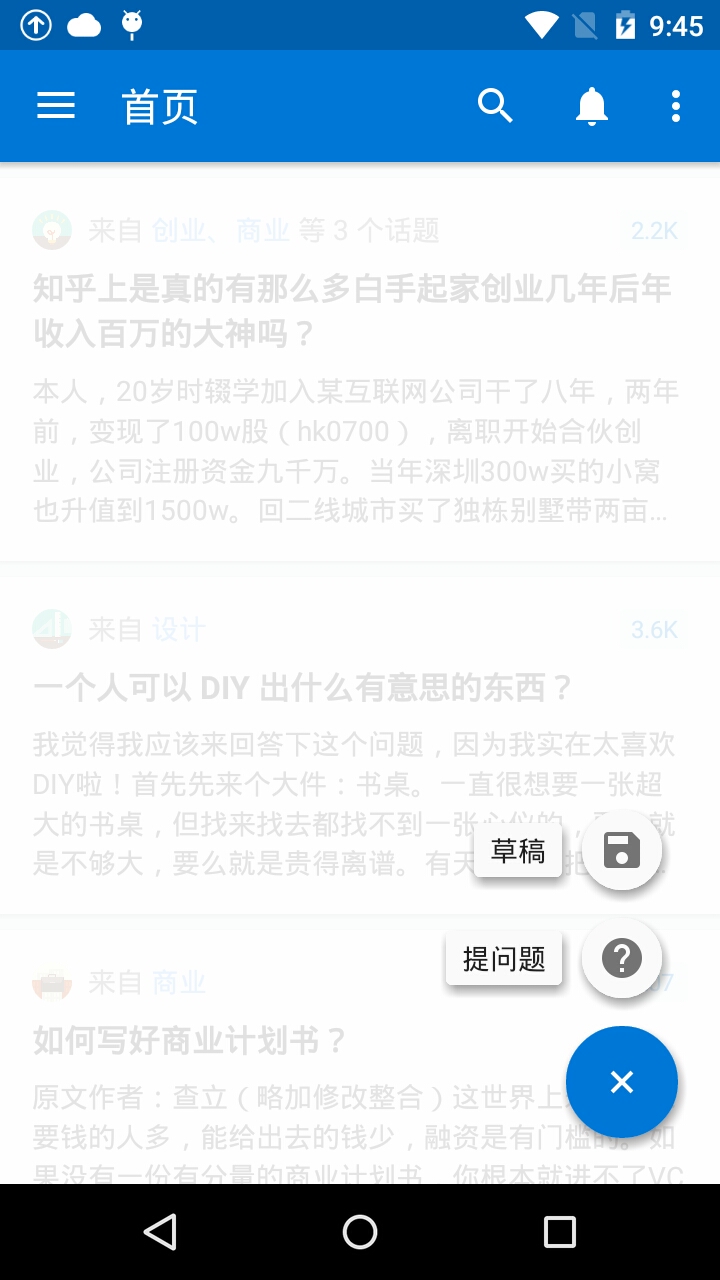 9:45
首页
来自 创业、商业 等 3 个话题 2.2K
知乎上是真的有那么多白手起家创业几年后年
收入百万的大神吗？
本人，20岁时辍学加入某互联网公司干了八年，两年
前，变现了100w股（hk0700），离职开始合伙创
业，公司注册资金九千万。当年深圳300w买的小窝
也升值到1500w。回二线城市买了独栋别墅带两亩...
来自 设计 3.6K
一个人可以 DIY 出什么有意思的东西？
我觉得我应该来回答下这个问题，因为我实在太喜欢
DIY啦！首先先来个大件：书桌。一直很想要一张超
大的书桌，但找来找去都找不到一张心仪的，
就
是不够大，要么就是贵得离谱。有天
把
草稿
提问题
来自 商业
如何写好商业计划书？
原文作者：查立（略加修改整合）这世界上
要钱的人多，能给出去的钱少，融资是有门槛的。如
果没有一份有分量的商业计划书，你根本就进不了VC